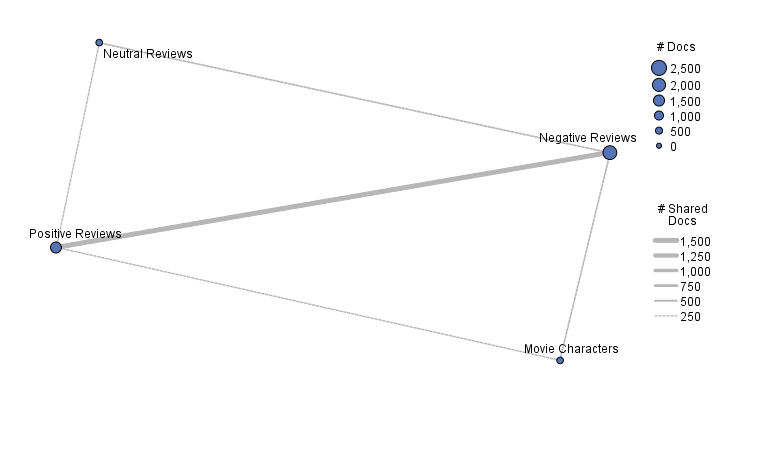 Neutral Reviews
Negative Reviews
Positive Reviews
Movie Characters
# Docs
2,500
2,000
1,500
1,000
500
0
# Shared
Docs
1,500
1,250
1,000
750
500
250